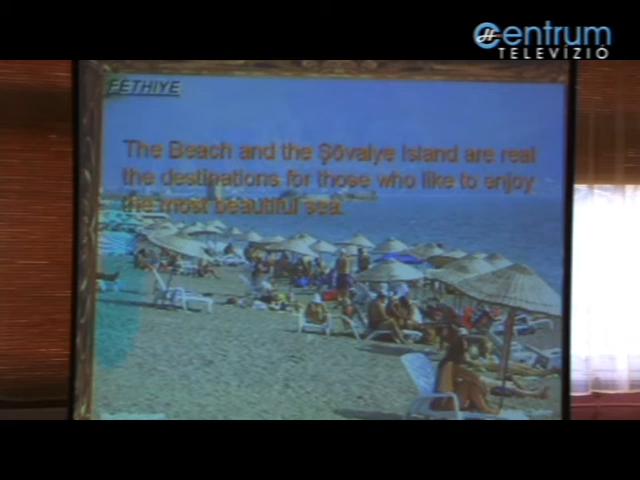 Centrum
TELEVÍZIÓ
FETHIYE
The Beach and the Şövalye Island are real
the destinations for those who like to enjoy
the most beautiful sea.